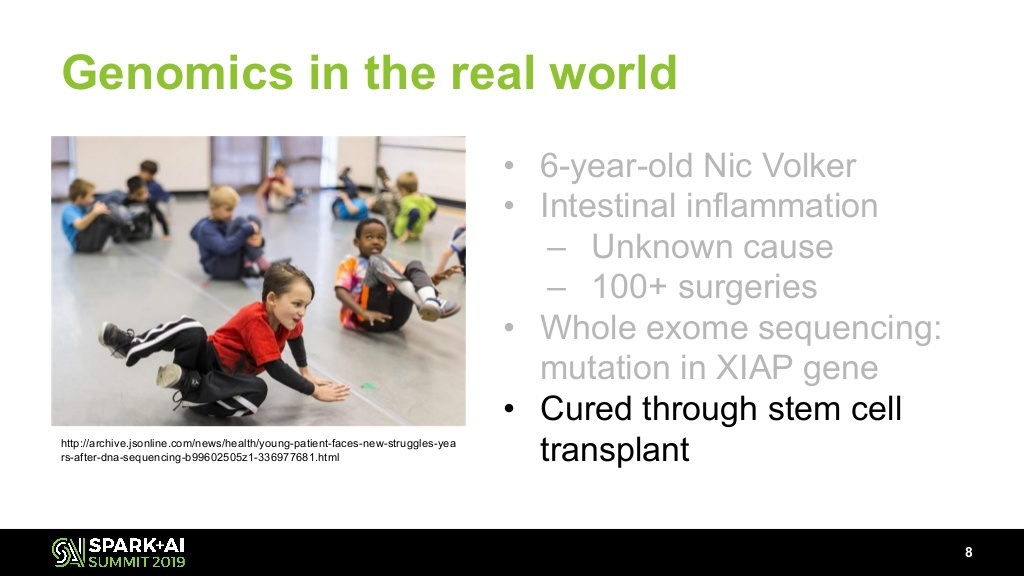 Genomics in the real world
• 6-year-old Nic Volker
• Intestinal inflammation
– Unknown cause
– 100+ surgeries
• Whole exome sequencing:
mutation in XIAP gene
• Cured through stem cell
transplant
http://archive.jsonline.com/news/health/young-patient-faces-new-struggles-yea
rs-after-dna-sequencing-b99602505z1-336977681.html
SPARK+AI
SUMMIT 2019
8